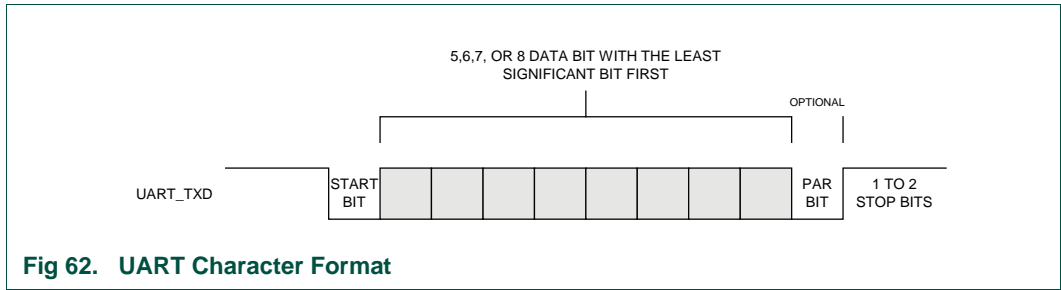 5,6,7, OR 8 DATA BIT WITH THE LEAST
SIGNIFICANT BIT FIRST
OPTIONAL
UART_TXD
START
BIT
PAR
BIT
1 TO 2
STOP BITS
Fig 62. UART Character Format